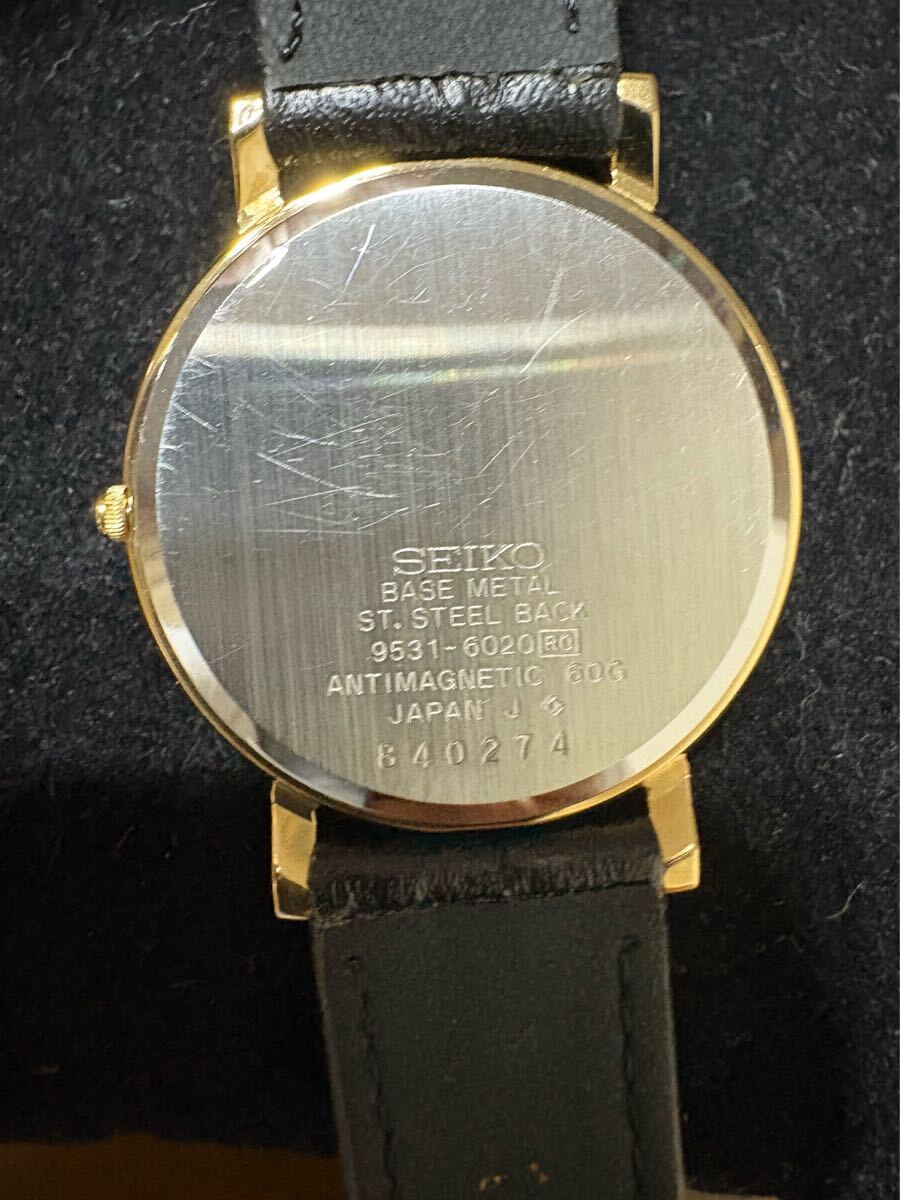 SEIKO
BASE METAL
ST. STEEL BACK
9531-6020 RO
ANTIMAGNETIC 60G
JAPAN J
840274